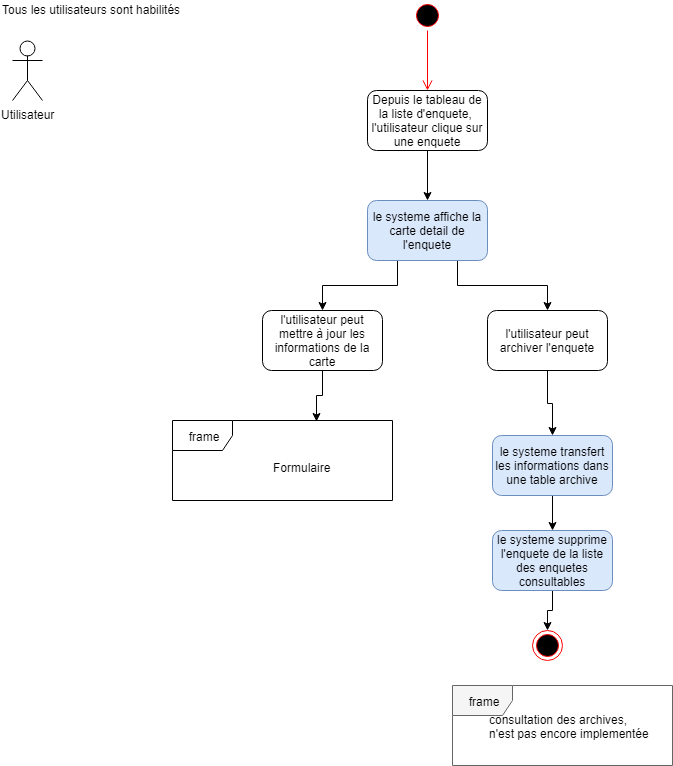 Tous les utilisateurs sont habilités
Utilisateur
Depuis le tableau de
la liste d'enquete,
l'utilisateur clique sur
une enquete
le systeme affiche la
carte detail de
l'enquete
l'utilisateur peut
mettre à jour les
informations de la
carte
l'utilisateur peut
archiver l'enquete
frame
Formulaire
le systeme transfert
les informations dans
une table archive
le systeme supprime
l'enquete de la liste
des enquetes
consultables
frame
consultation des archives,
n'est pas encore implementée